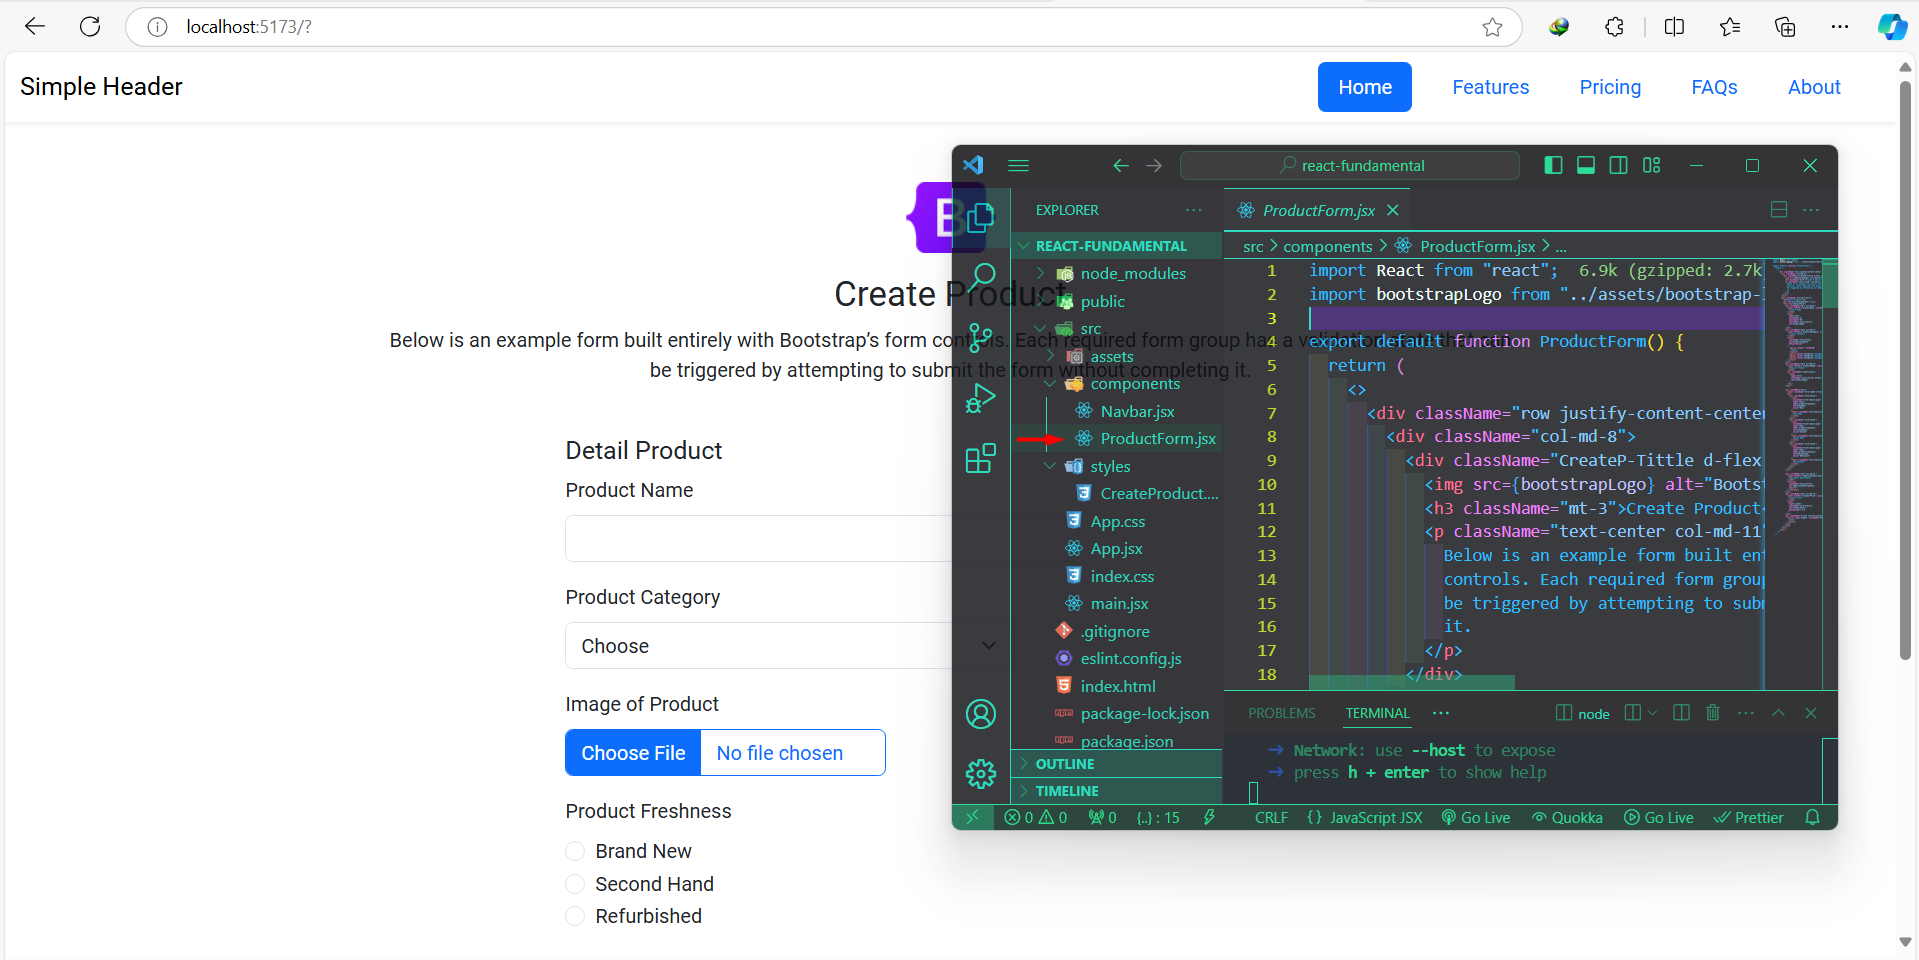 localhost:5173/?
Simple Header
Home
Features
Pricing
FAQs
About
B
Create Product
Below is an example form built entirely with Bootstrap’s form controls. Each required form group has a validation state that can
be triggered by attempting to submit the form without completing it.
Detail Product
Product Name
Product Category
Choose
Image of Product
Choose File No file chosen
Product Freshness
Brand New
Second Hand
Refurbished
react-fundamental
EXPLORER
REACT-FUNDAMENTAL
node_modules
public
src
assets
components
Navbar.jsx
ProductForm.jsx
styles
CreateProduct....
App.css
App.jsx
index.css
main.jsx
.gitignore
eslint.config.js
index.html
package-lock.json
package.json
OUTLINE
TIMELINE
ProductForm.jsx
src > components > ProductForm.jsx > ...
1 import React from "react"; 6.9k (gzipped: 2.7k
2 import bootstrapLogo from "../assets/bootstrap-
3
4 export default function ProductForm() {
5 return (
6 <>
7 <div className="row justify-content-center
8 <div className="col-md-8">
9 <div className="CreateP-Tittle d-flex
10 <img src={bootstrapLogo} alt="Bootst
11 <h3 className="mt-3">Create Product<
12 <p className="text-center col-md-11"
13 Below is an example form built ent
14 controls. Each required form group
15 be triggered by attempting to subm
16 it.
17 </p>
18 </div>
PROBLEMS TERMINAL ... node
→ Network: use --host to expose
→ press h + enter to show help
0 0 0 {..} : 15 CRLF {} JavaScript JSX Go Live Quokka Go Live Prettier